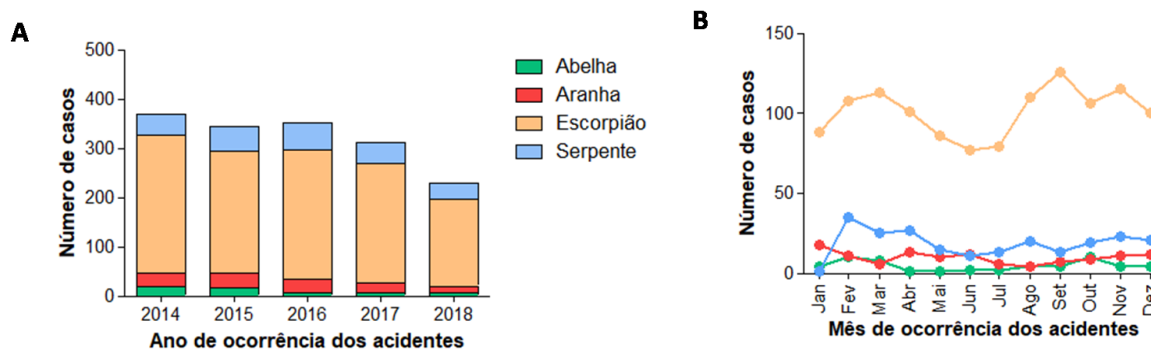 A
Número de casos
500
400
300
200
100
0
2014 2015 2016 2017 2018
Ano de ocorrência dos acidentes
Abelha
Aranha
Escorpião
Serpente
B
Número de casos
150
100
50
0
Jan Fev Mar Abr Mai Jun Jul Ago Set Out Nov Dez
Mês de ocorrência dos acidentes